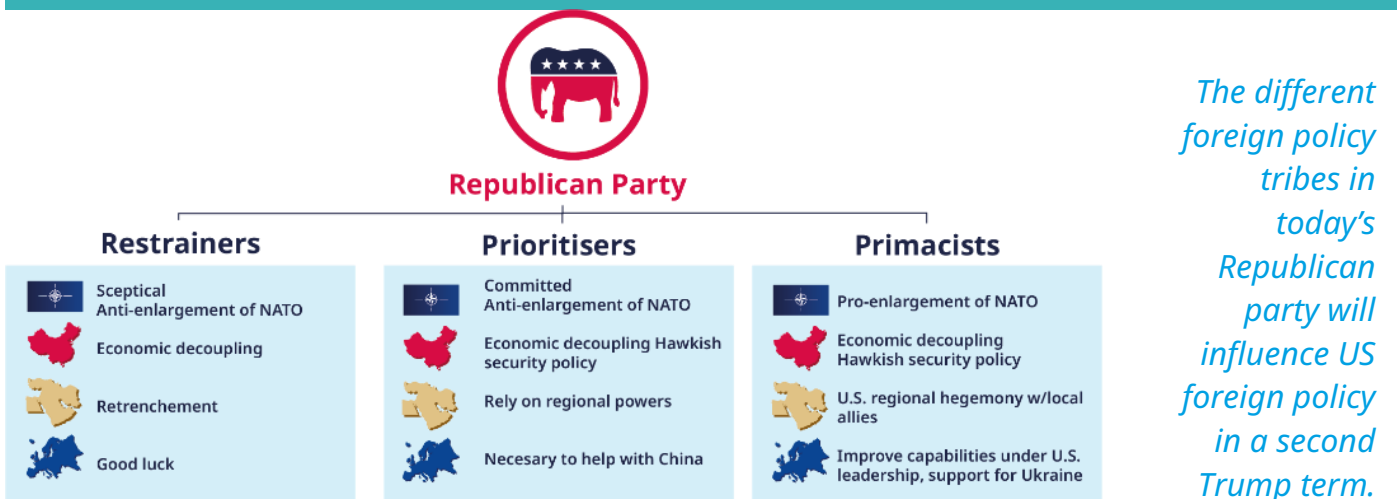 Republican Party
Restrainers
Sceptical
Anti-enlargement of NATO
Economic decoupling
Retrenchement
Good luck
Prioritisers
Committed
Anti-enlargement of NATO
Economic decoupling Hawkish
security policy
Rely on regional powers
Necesary to help with China
Primacists
Pro-enlargement of NATO
Economic decoupling
Hawkish security policy
U.S. regional hegemony w/local
allies
Improve capabilities under U.S.
leadership, support for Ukraine
The different
foreign policy
tribes in
today’s
Republican
party will
influence US
foreign policy
in a second
Trump term.